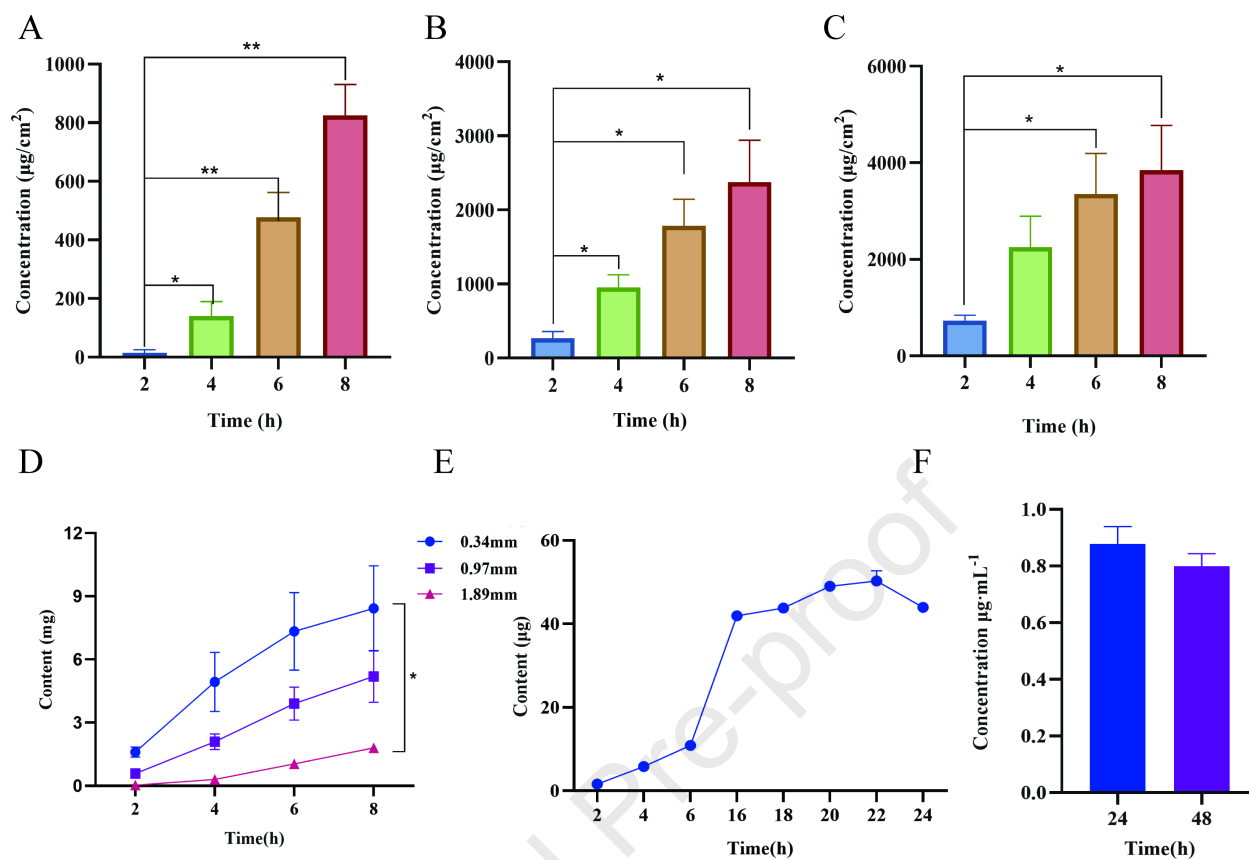 A
B
C
Concentration (μg/cm²)
1000
800
600
400
200
0
**
**
*
2 4 6 8
Time (h)
Concentration (μg/cm²)
4000
3000
2000
1000
0
*
*
*
2 4 6 8
Time (h)
Concentration (μg/cm²)
6000
4000
2000
0
*
*
2 4 6 8
Time (h)
D
E
F
Content (mg)
12
9
6
3
0
0.34mm
0.97mm
1.89mm
*
2 4 6 8
Time(h)
Content (μg)
60
40
20
0
2 4 6 16 18 20 22 24
Time(h)
Concentration μg·mL⁻¹
1.0
0.8
0.6
0.4
0.2
0.0
24 48
Time(h)
Pre-proof